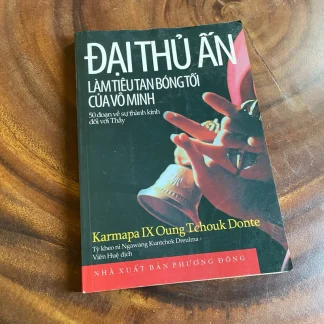 ĐẠI THỦ ẤN
LÀM TIÊU TAN BÓNG TỐI
CỦA VÔ MINH
50 đoạn về sự thành kính
đối với Thầy
Karmapa IX Oung Tchouk Donte
Tỳ kheo ni Ngawang Kuntchok Dreulma -
Viên Huệ dịch
NHÀ XUẤT BẢN PHƯƠNG ĐÔNG